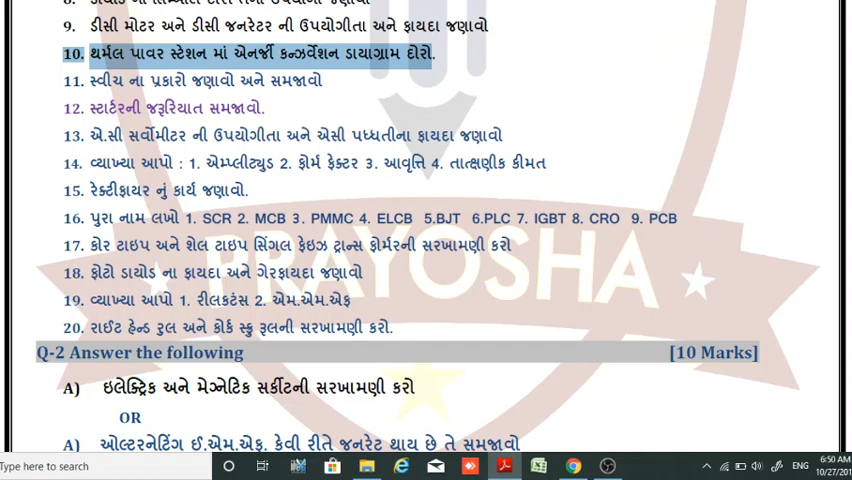 9. ડીસી મોટર અને ડીસી જનરેટર ની ઉપયોગીતા અને ફાયદા જણાવો
10. થર્મલ પાવર સ્ટેશન માં એનર્જી કન્ઝર્વેશન ડાયાગ્રામ દોરો.
11. સ્વીચ ના પ્રકારો જણાવો અને સમજાવો
12. સ્ટાર્ટરની જરૂરિયાત સમજાવો.
13. એ.સી સર્વોમીટર ની ઉપયોગીતા અને એસી પધ્ધતીના ફાયદા જણાવો
14. વ્યાખ્યા આપો : 1. એમ્પ્લીટ્યુડ 2. ફોર્મ ફેક્ટર 3. આવૃત્તિ 4. તાત્ક્ષણીક કીમત
15. રેક્ટીફાયર નું કાર્ય જણાવો.
16. પુરા નામ લખો 1. SCR 2. MCB 3. PMMC 4. ELCB 5.BJT 6.PLC 7. IGBT 8. CRO 9. PCB
17. કોર ટાઇપ અને શેલ ટાઇપ સિંગલ ફેઇઝ ટ્રાન્સ ફોર્મરની સરખામણી કરો
18. ફોટો ડાયોડ ના ફાયદા અને ગેરફાયદા જણાવો
19. વ્યાખ્યા આપો 1. રીલકટંસ 2. એમ.એમ.એફ
20. રાઈટ હેન્ડ રુલ અને કોર્ક સ્ક્રુ રૂલની સરખામણી કરો.
PRAYOSHA
Q-2 Answer the following [10 Marks]
A) ઇલેક્ટ્રિક અને મેગ્નેટિક સર્કીટની સરખામણી કરો
OR
A) ઓલ્ટરનેટિંગ ઈ.એમ.એફ. કેવી રીતે જનરેટ થાય છે તે સમજાવો
Type here to search
ENG
6:50 AM
10/27/201